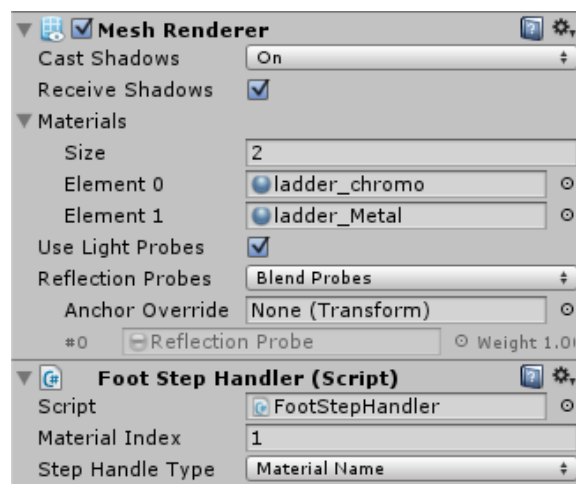 Mesh Renderer
Cast Shadows On
Receive Shadows
Materials
Size 2
Element 0 ladder_chromo
Element 1 ladder_Metal
Use Light Probes
Reflection Probes Blend Probes
Anchor Override None (Transform)
#0 Reflection Probe Weight 1.0
Foot Step Handler (Script)
Script FootStepHandler
Material Index 1
Step Handle Type Material Name